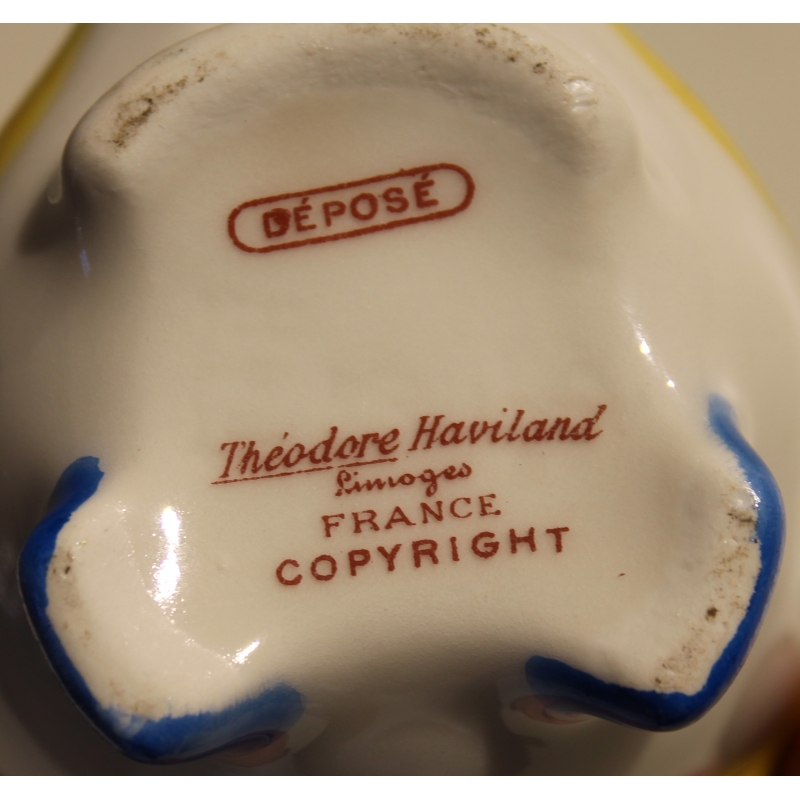 DÉPOSÉ
Théodore Haviland
Limoges
FRANCE
COPYRIGHT